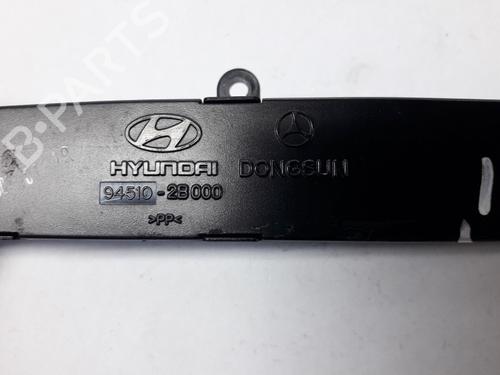 B-PARTS
HYUNDAI DONGSUN
94510-2B000
>PP<